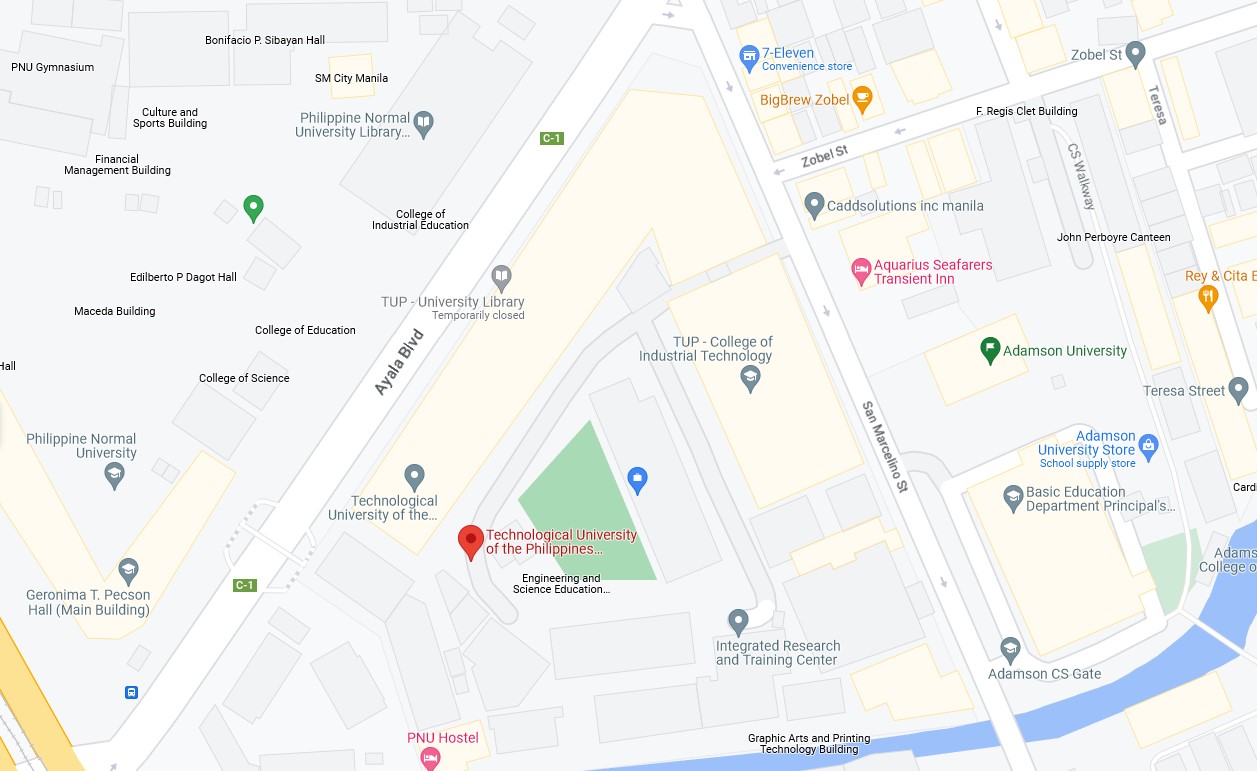 Bonifacio P. Sibayan Hall
7-Eleven
Convenience store
Zobel St
PNU Gymnasium
SM City Manila
BigBrew Zobel
Teresa
Culture and
Sports Building
Philippine Normal
University Library...
C-1
F. Regis Clet Building
Zobel St
CS Walkway
Financial
Management Building
College of
Industrial Education
Caddsolutions inc manila
John Perboyre Canteen
Edilberto P Dagot Hall
Aquarius Seafarers
Transient Inn
Rey & Cita E
Maceda Building
TUP - University Library
Temporarily closed
College of Education
Ayala Blvd
TUP - College of
Industrial Technology
Adamson University
Hall
College of Science
Teresa Street
San Marcelino St
Philippine Normal
University
Adamson
University Store
School supply store
Technological
University of the...
Basic Education
Department Principal's...
Cardi
Technological University
of the Philippines...
Adams
College o
Engineering and
Science Education...
C-1
Geronima T. Pecson
Hall (Main Building)
Integrated Research
and Training Center
Adamson CS Gate
PNU Hostel
Graphic Arts and Printing
Technology Building